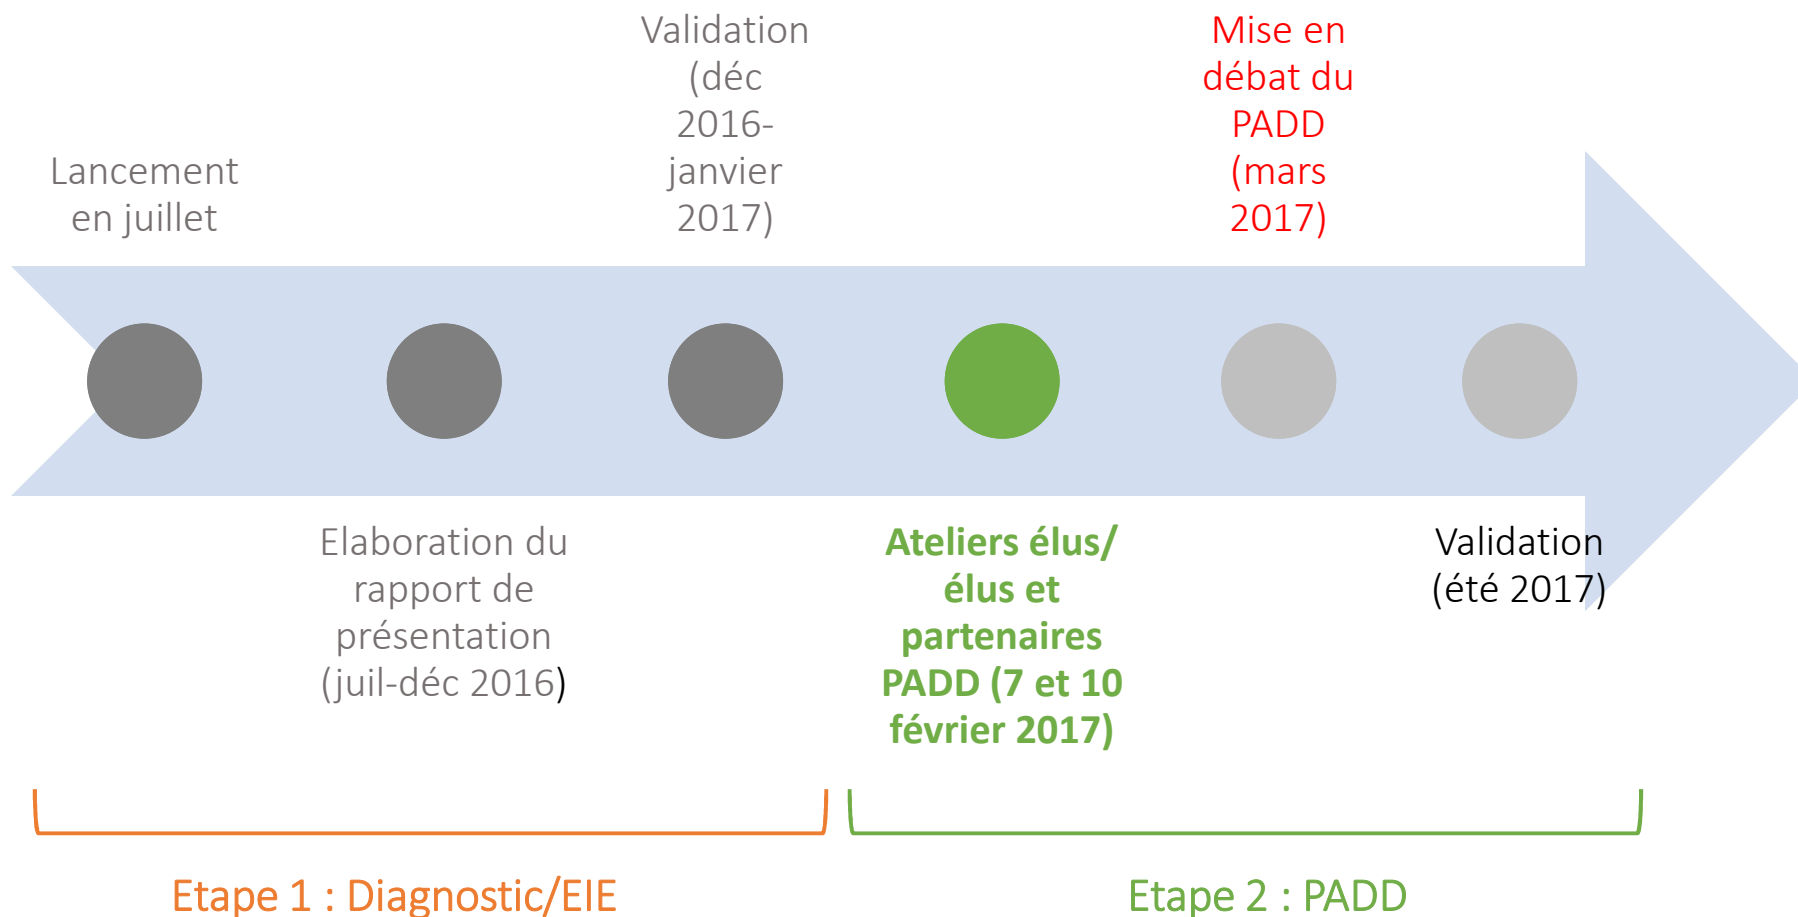 Lancement
en juillet
Elaboration du
rapport de
présentation
(juil-déc 2016)
Validation
(déc
2016-
janvier
2017)
Ateliers élus/
élus et
partenaires
PADD (7 et 10
février 2017)
Mise en
débat du
PADD
(mars
2017)
Validation
(été 2017)
Etape 1 : Diagnostic/EIE
Etape 2 : PADD